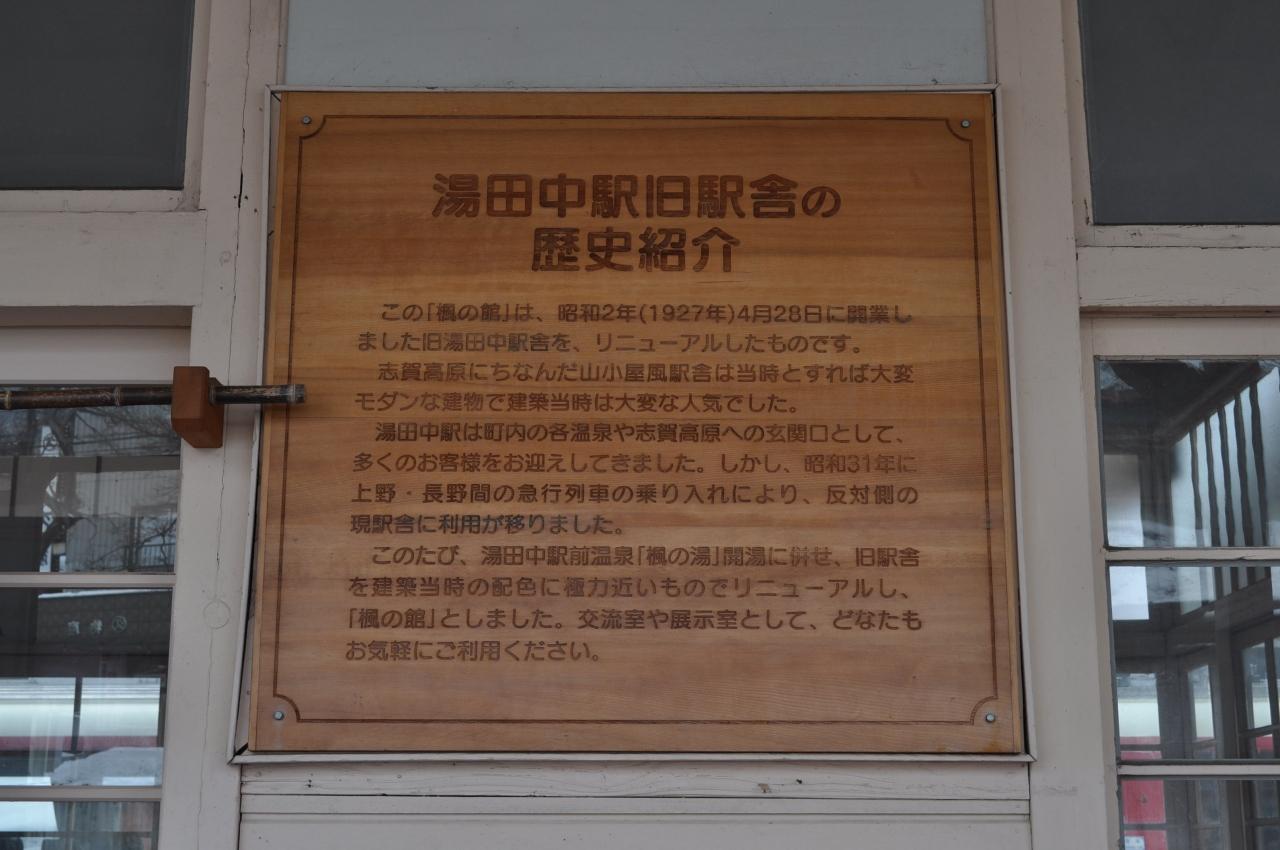 湯田中駅旧駅舎の
歴史紹介
この「楓の館」は、昭和2年(1927年)4月28日に開業し
ました旧湯田中駅舎を、リニューアルしたものです。
志賀高原にちなんだ山小屋風駅舎は当時とすれば大変
モダンな建物で建築当時は大変な人気でした。
湯田中駅は町内の各温泉や志賀高原への玄関口として、
多くのお客様をお迎えしてきました。しかし、昭和31年に
上野・長野間の急行列車の乗り入れにより、反対側の
現駅舎に利用が移りました。
このたび、湯田中駅前温泉「楓の湯」開湯に併せ、旧駅舎
を建築当時の配色に極力近いものでリニューアルし、
「楓の館」としました。交流室や展示室として、どなたも
お気軽にご利用ください。